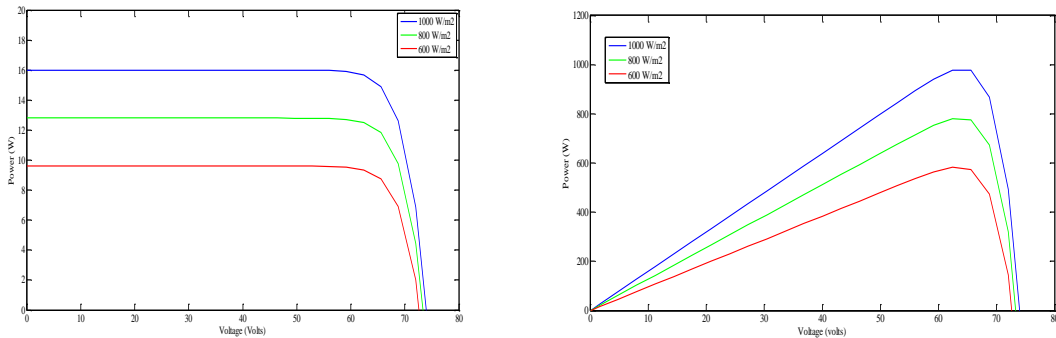 20
18
16
14
12
10
8
6
4
2
0
Power (W)
1000 W/m2
800 W/m2
600 W/m2
0 10 20 30 40 50 60 70 80
Voltage (Volts)
1200
1000
800
600
400
200
0
Power (W)
1000 W/m2
800 W/m2
600 W/m2
0 10 20 30 40 50 60 70 80
Voltage (volts)